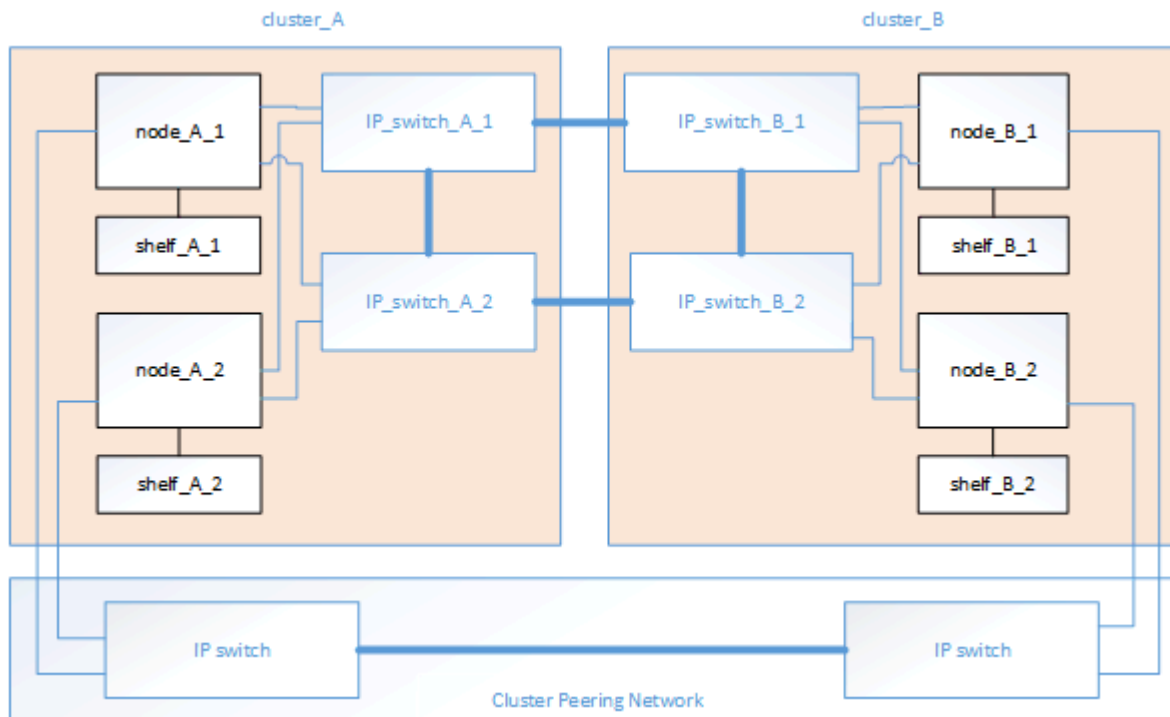 cluster_A
cluster_B
node_A_1
IP_switch_A_1
IP_switch_B_1
node_B_1
shelf_A_1
shelf_B_1
IP_switch_A_2
IP_switch_B_2
node_A_2
node_B_2
shelf_A_2
shelf_B_2
IP switch
IP switch
Cluster Peering Network